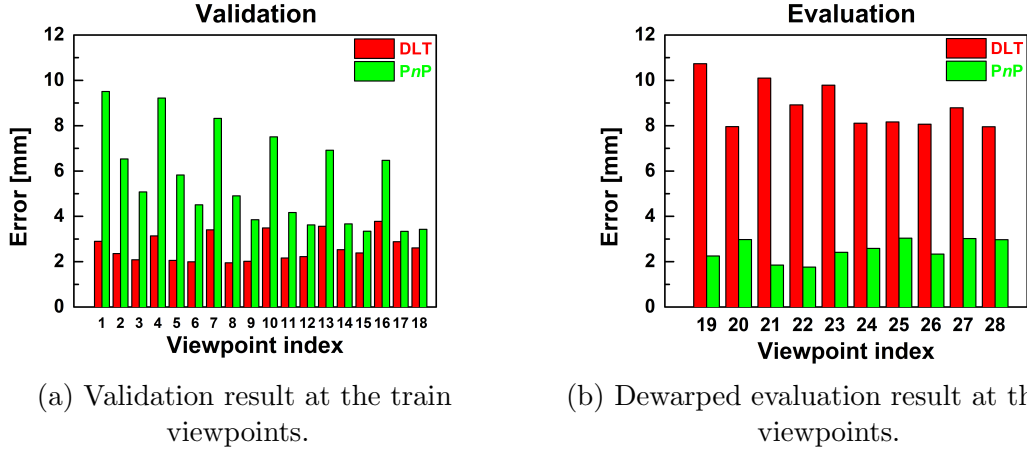 Validation
12
10
8
6
4
2
0
Error [mm]
DLT
PnP
1 2 3 4 5 6 7 8 9 10 11 12 13 14 15 16 17 18
Viewpoint index
(a) Validation result at the train
viewpoints.
Evaluation
12
10
8
6
4
2
0
Error [mm]
DLT
PnP
19 20 21 22 23 24 25 26 27 28
Viewpoint index
(b) Dewarped evaluation result at th
viewpoints.